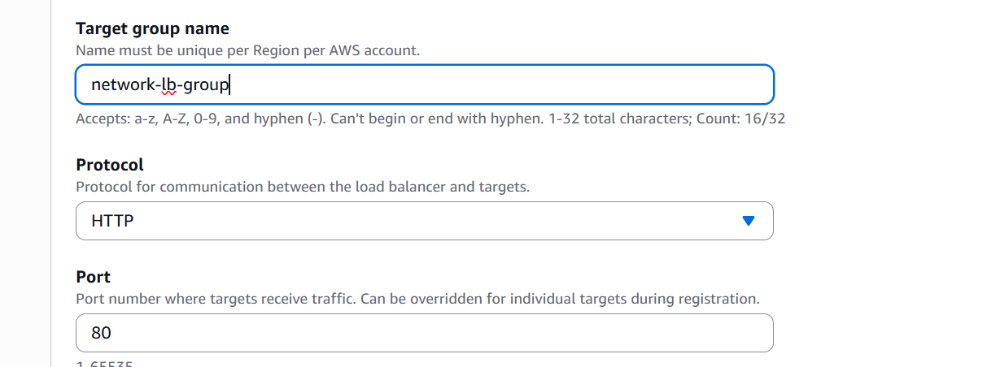 Target group name
Name must be unique per Region per AWS account.
network-lb-group
Accepts: a-z, A-Z, 0-9, and hyphen (-). Can't begin or end with hyphen. 1-32 total characters; Count: 16/32
Protocol
Protocol for communication between the load balancer and targets.
HTTP
Port
Port number where targets receive traffic. Can be overridden for individual targets during registration.
80
1-65535